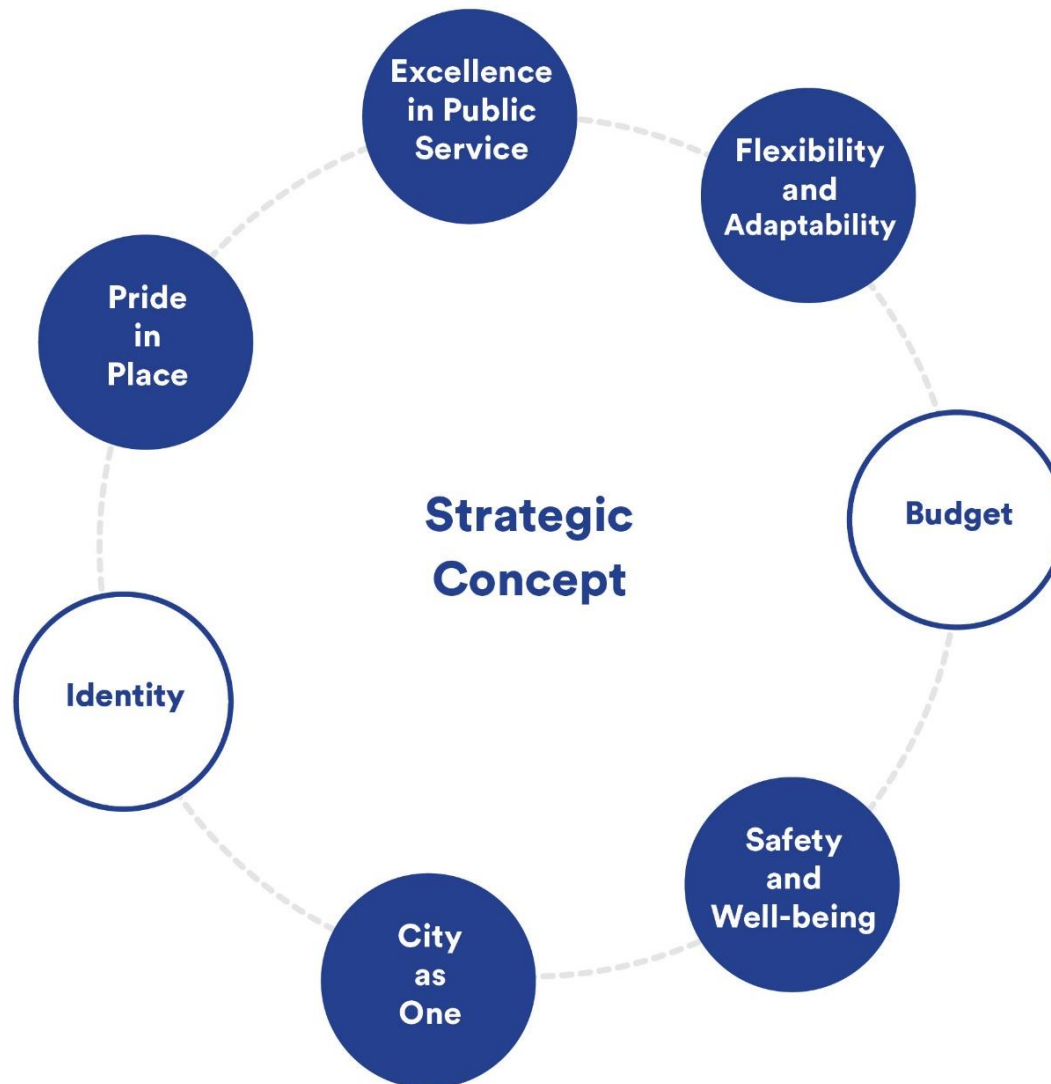 Excellence
in Public
Service
Flexibility
and
Adaptability
Pride
in
Place
Strategic
Concept
Budget
Identity
Safety
and
Well-being
City
as
One